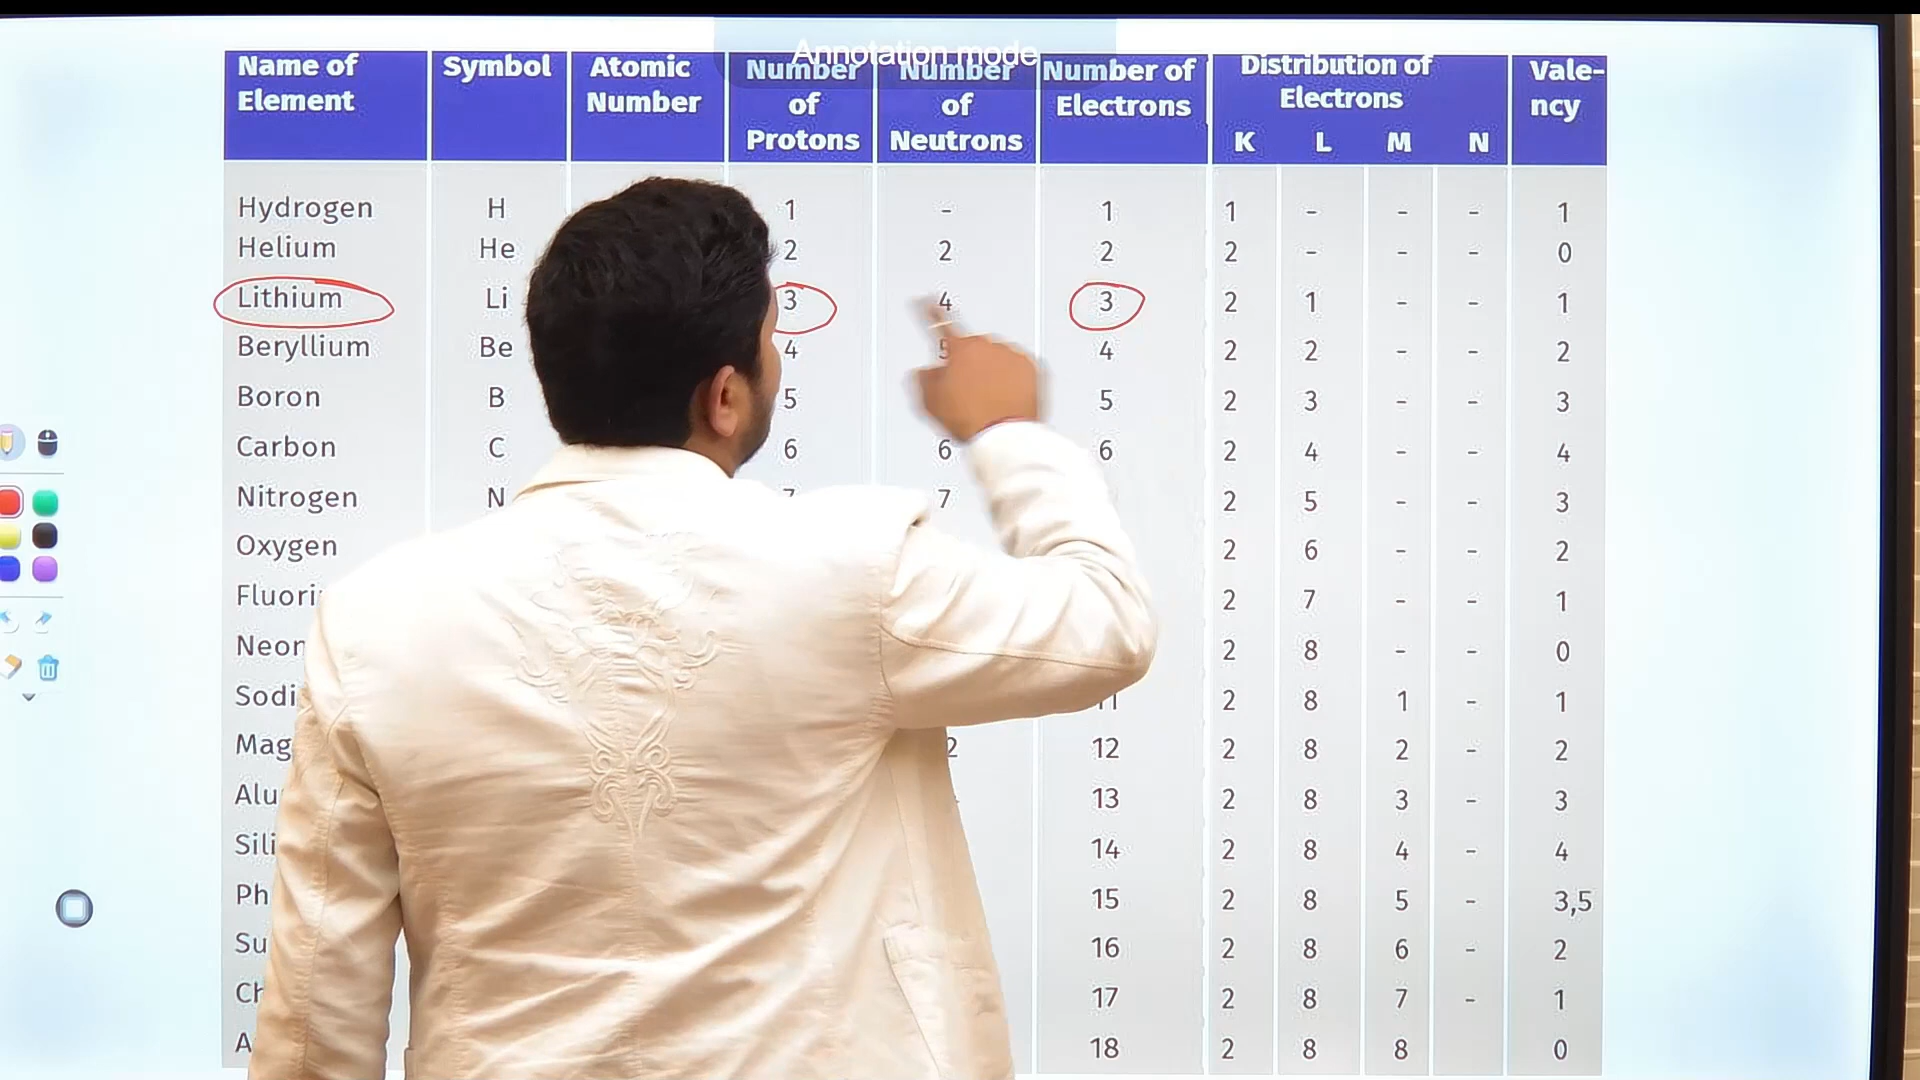 Annotation mode
Name of Element Symbol Atomic Number Number of Protons Number of Neutrons Number of Electrons Distribution of Electrons K L M N Vale-ncy
Hydrogen H 1 - 1 1 - - - 1
Helium He 2 2 2 2 - - - 0
Lithium Li 3 4 3 2 1 - - 1
Beryllium Be 4 5 4 2 2 - - 2
Boron B 5 5 2 3 - - 3
Carbon C 6 6 6 2 4 - - 4
Nitrogen N 7 7 2 5 - - 3
Oxygen 2 6 - - 2
Fluori 2 7 - - 1
Neon 2 8 - - 0
Sodi 11 2 8 1 - 1
Mag 2 12 2 8 2 - 2
Alu 13 2 8 3 - 3
Sili 14 2 8 4 - 4
Ph 15 2 8 5 - 3,5
Su 16 2 8 6 - 2
Ch 17 2 8 7 - 1
A 18 2 8 8 0